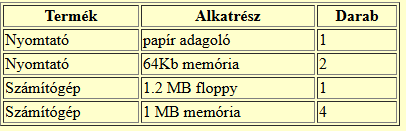 Termék Alkatrész Darab
Nyomtató papír adagoló 1
Nyomtató 64Kb memória 2
Számítógép 1.2 MB floppy 1
Számítógép 1 MB memória 4